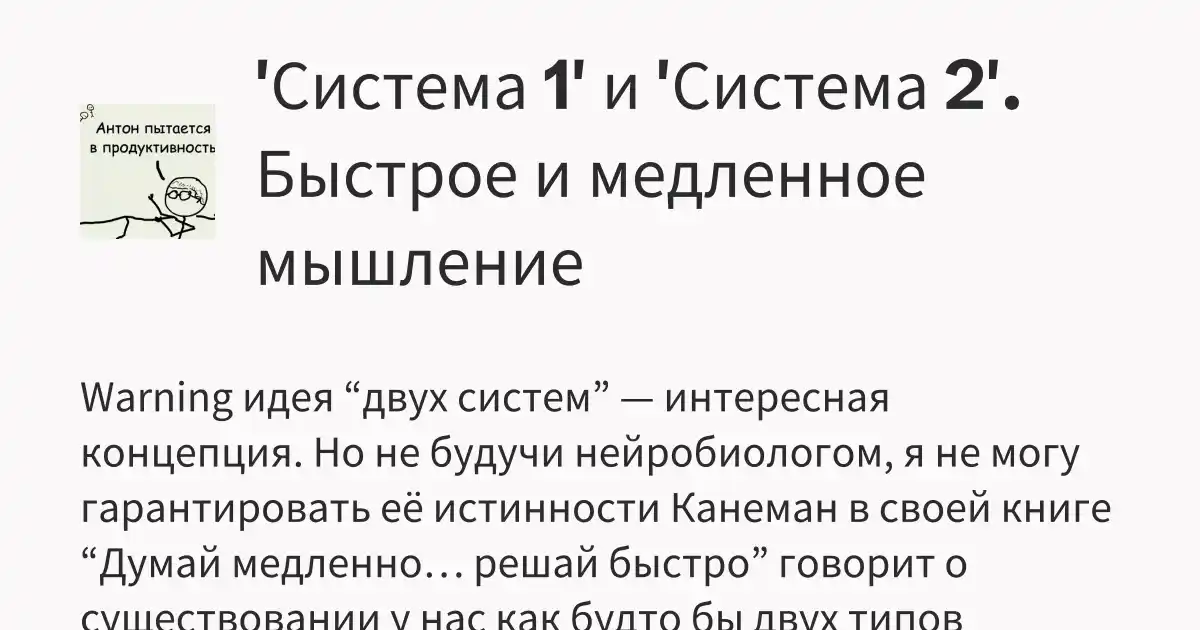 'Система 1' и 'Система 2'.
Быстрое и медленное
мышление
Антон пытается
в продуктивность
Warning идея “двух систем” — интересная
концепция. Но не будучи нейробиологом, я не могу
гарантировать её истинности Канеман в своей книге
“Думай медленно… решай быстро” говорит о
существовании у нас как будто бы двух типов